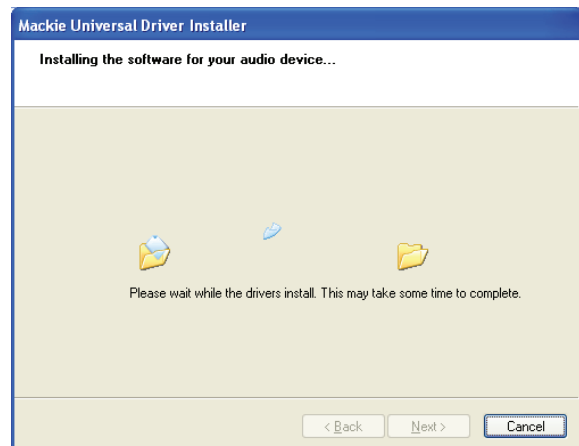 Mackie Universal Driver Installer
Installing the software for your audio device...
Please wait while the drivers install. This may take some time to complete.
< Back Next > Cancel